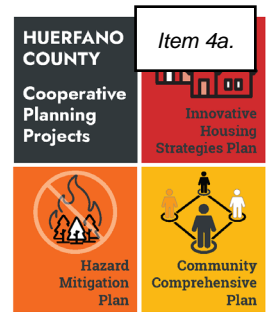 HUERFANO
COUNTY
Cooperative
Planning
Projects
Item 4a.
Innovative
Housing
Strategies Plan
Hazard
Mitigation
Plan
Community
Comprehensive
Plan